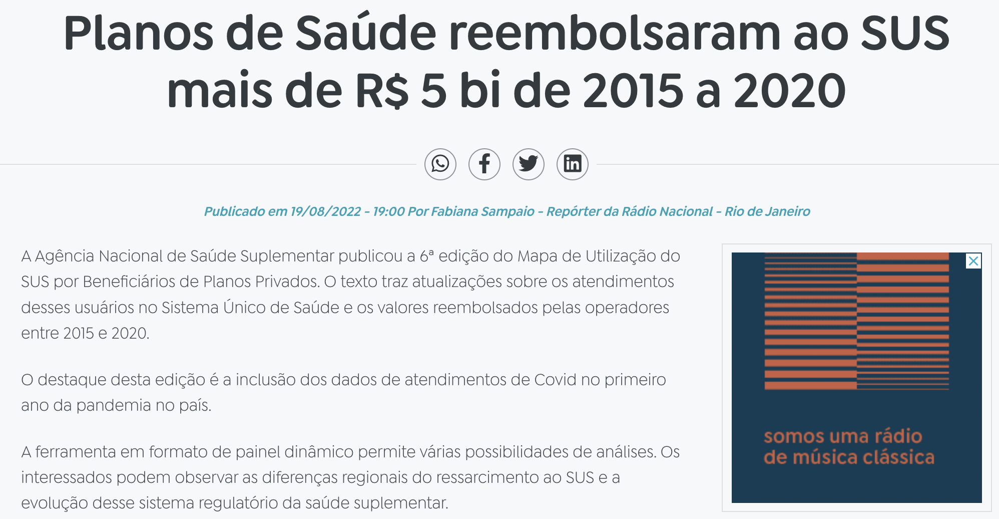 Planos de Saúde reembolsaram ao SUS
mais de R$ 5 bi de 2015 a 2020
Publicado em 19/08/2022 - 19:00 Por Fabiana Sampaio - Repórter da Rádio Nacional - Rio de Janeiro
A Agência Nacional de Saúde Suplementar publicou a 6ª edição do Mapa de Utilização do
SUS por Beneficiários de Planos Privados. O texto traz atualizações sobre os atendimentos
desses usuários no Sistema Único de Saúde e os valores reembolsados pelas operadores
entre 2015 e 2020.
O destaque desta edição é a inclusão dos dados de atendimentos de Covid no primeiro
ano da pandemia no país.
A ferramenta em formato de painel dinâmico permite várias possibilidades de análises. Os
interessados podem observar as diferenças regionais do ressarcimento ao SUS e a
evolução desse sistema regulatório da saúde suplementar.
somos uma rádio
de música clássica